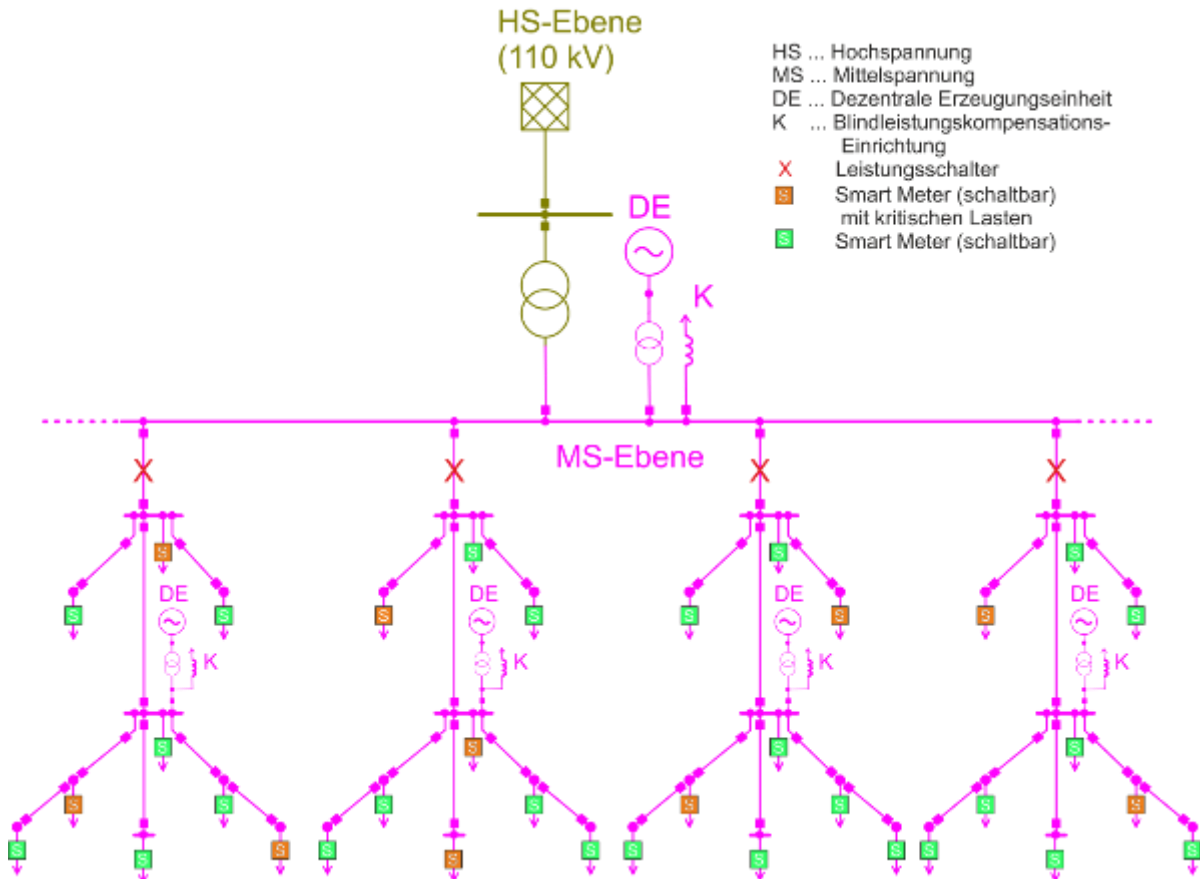 HS-Ebene
(110 kV)
HS ... Hochspannung
MS ... Mittelspannung
DE ... Dezentrale Erzeugungseinheit
K ... Blindleistungskompensations-
Einrichtung
Leistungsschalter
S Smart Meter (schaltbar)
mit kritischen Lasten
S Smart Meter (schaltbar)
DE
K
MS-Ebene
S S S S
DE DE DE DE
S S S S S S S S
K K K K
S S S S
S S S S S S S S
S S S S S S S S S S S S